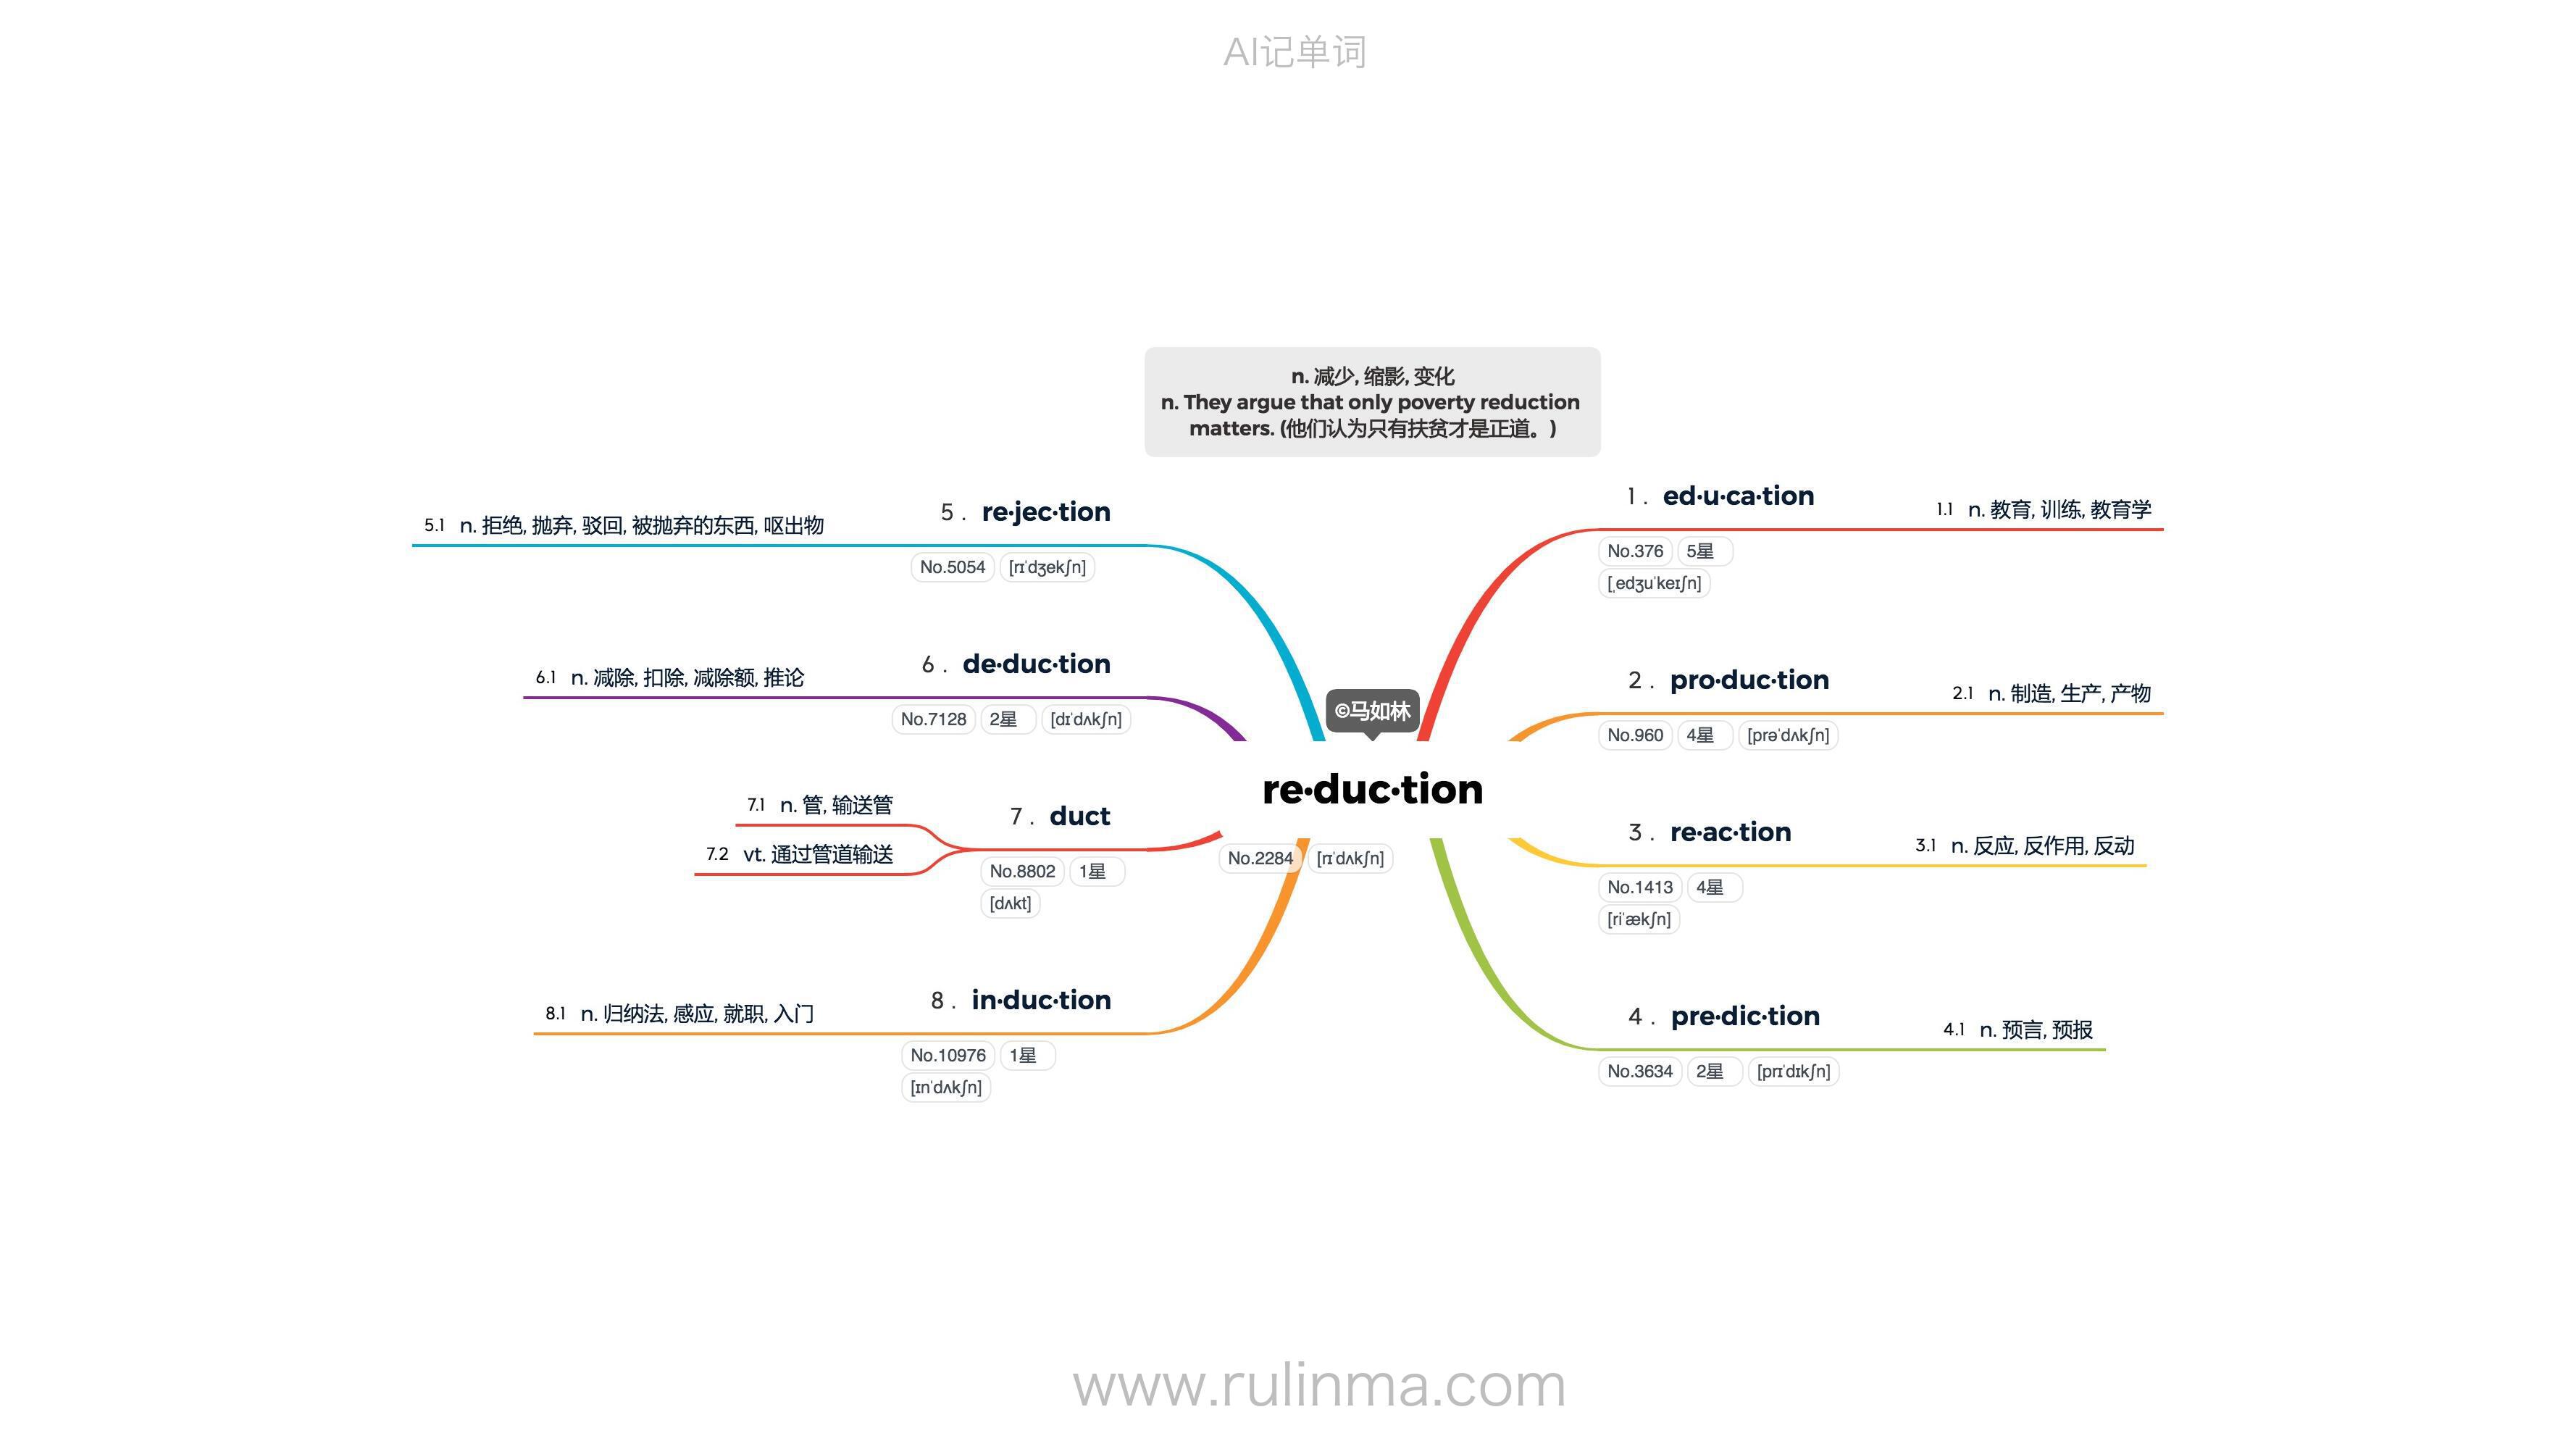 AI记单词
n. 减少, 缩影, 变化
n. They argue that only poverty reduction
matters. (他们认为只有扶贫才是正道。)
©马如林
re·duc·tion
No.2284 [rɪˈdʌkʃn]
1 . ed·u·ca·tion
1.1 n. 教育, 训练, 教育学
No.376 5星
[ˌedʒuˈkeɪʃn]
2 . pro·duc·tion
2.1 n. 制造, 生产, 产物
No.960 4星 [prəˈdʌkʃn]
3 . re·ac·tion
3.1 n. 反应, 反作用, 反动
No.1413 4星
[riˈækʃn]
4 . pre·dic·tion
4.1 n. 预言, 预报
No.3634 2星 [prɪˈdɪkʃn]
5 . re·jec·tion
5.1 n. 拒绝, 抛弃, 驳回, 被抛弃的东西, 呕出物
No.5054 [rɪˈdʒekʃn]
6 . de·duc·tion
6.1 n. 减除, 扣除, 减除额, 推论
No.7128 2星 [dɪˈdʌkʃn]
7 . duct
7.1 n. 管, 输送管
7.2 vt. 通过管道输送
No.8802 1星
[dʌkt]
8 . in·duc·tion
8.1 n. 归纳法, 感应, 就职, 入门
No.10976 1星
[ɪnˈdʌkʃn]
www.rulinma.com